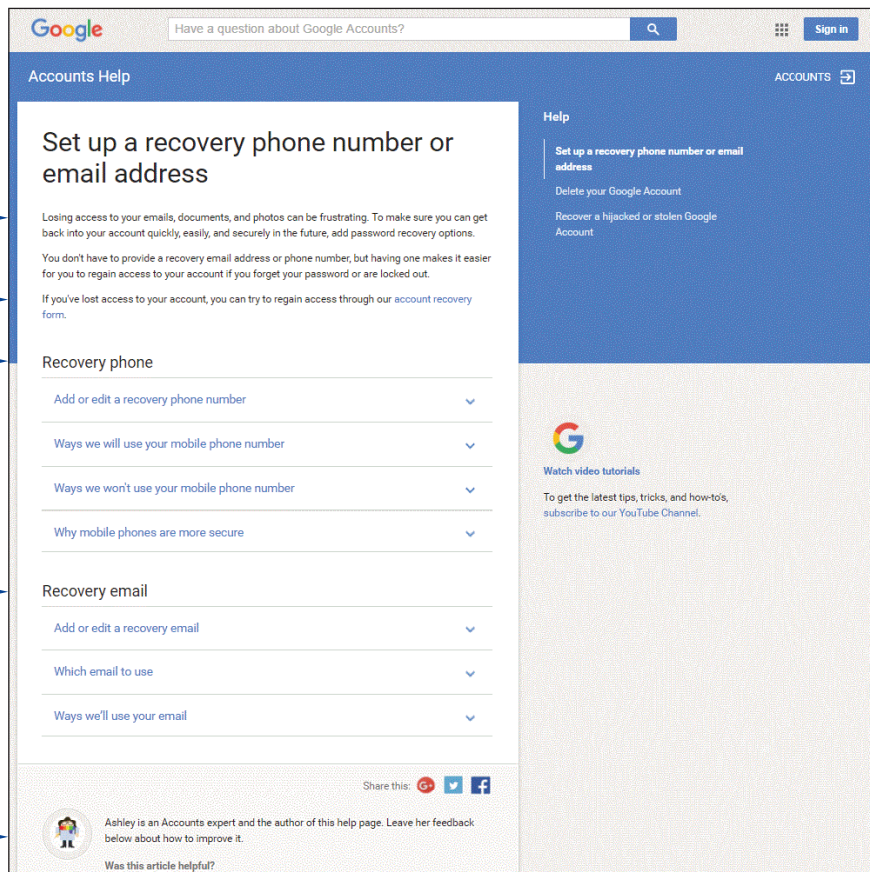 Google
Have a question about Google Accounts?
Sign in
Accounts Help
ACCOUNTS
Set up a recovery phone number or
email address
Losing access to your emails, documents, and photos can be frustrating. To make sure you can get
back into your account quickly, easily, and securely in the future, add password recovery options.
You don't have to provide a recovery email address or phone number, but having one makes it easier
for you to regain access to your account if you forget your password or are locked out.
If you've lost access to your account, you can try to regain access through our account recovery
form.
Recovery phone
Add or edit a recovery phone number
Ways we will use your mobile phone number
Ways we won't use your mobile phone number
Why mobile phones are more secure
Recovery email
Add or edit a recovery email
Which email to use
Ways we'll use your email
Share this:
G+
Ashley is an Accounts expert and the author of this help page. Leave her feedback
below about how to improve it.
Was this article helpful?
Help
Set up a recovery phone number or email
address
Delete your Google Account
Recover a hijacked or stolen Google
Account
Watch video tutorials
To get the latest tips, tricks, and how-to's,
subscribe to our YouTube Channel.